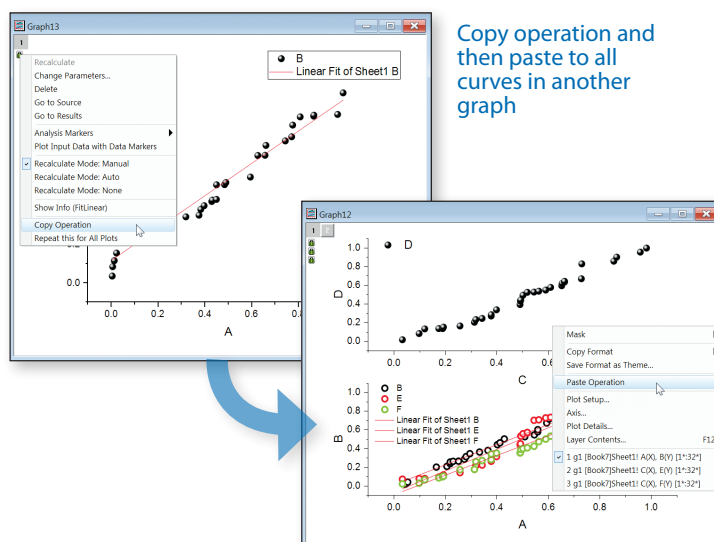 Copy operation and
then paste to all
curves in another
graph
Graph13
1
Recalculate
Change Parameters...
Delete
Go to Source
Go to Results
Analysis Markers
Plot Input Data with Data Markers
Recalculate Mode: Manual
Recalculate Mode: Auto
Recalculate Mode: None
Show Info (FitLinear)
Copy Operation
Repeat this for All Plots
B
Linear Fit of Sheet1 B
0.0
0.0 0.2 0.4 0.6
A
Graph12
1 2
D
1.0
0.8
0.6
0.4
0.2
0.0
D
0.0 0.2 0.4 0.6
C
Mask
Copy Format
Save Format as Theme...
Paste Operation
Plot Setup...
Axis...
Plot Details...
Layer Contents... F12
1 g1 [Book7]Sheet1! A(X), B(Y) [1*:32*]
2 g1 [Book7]Sheet1! C(X), E(Y) [1*:32*]
3 g1 [Book7]Sheet1! C(X), F(Y) [1*:32*]
B
E
F
Linear Fit of Sheet1 B
Linear Fit of Sheet1 E
Linear Fit of Sheet1 F
1.0
0.8
0.6
0.4
0.2
0.0
B
0.0 0.2 0.4 0.6 0.8 1.0
A